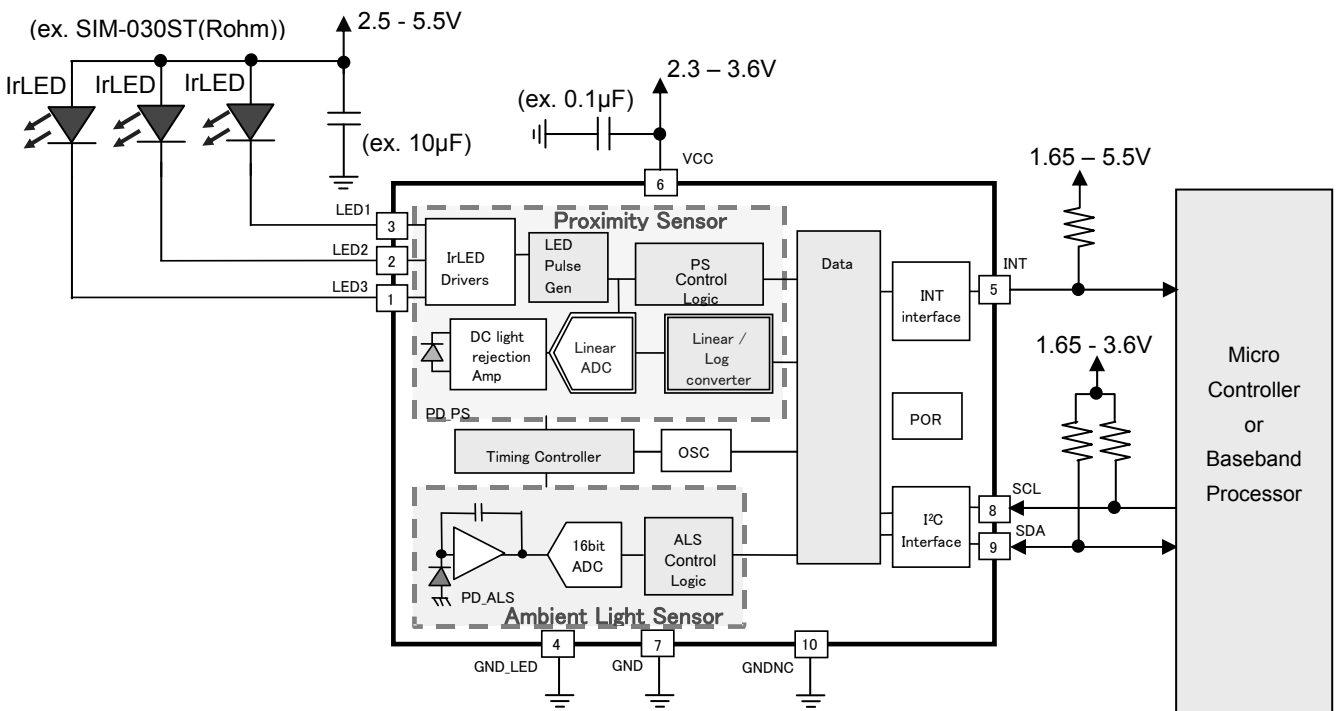 (ex. SIM-030ST(Rohm))
2.5 - 5.5V
IrLED
IrLED
IrLED
(ex. 10µF)
2.3 – 3.6V
(ex. 0.1µF)
VCC
6
1.65 – 5.5V
LED1
3
LED2
2
LED3
1
Proximity Sensor
IrLED
Drivers
LED
Pulse
Gen
PS
Control
Logic
DC light
rejection
Amp
Linear
ADC
Linear /
Log
converter
PD_PS
Data
INT
interface
INT
5
1.65 - 3.6V
POR
Timing Controller
OSC
I²C
Interface
SCL
8
SDA
9
16bit
ADC
ALS
Control
Logic
PD_ALS
Ambient Light Sensor
4
GND_LED
7
GND
10
GNDNC
Micro
Controller
or
Baseband
Processor